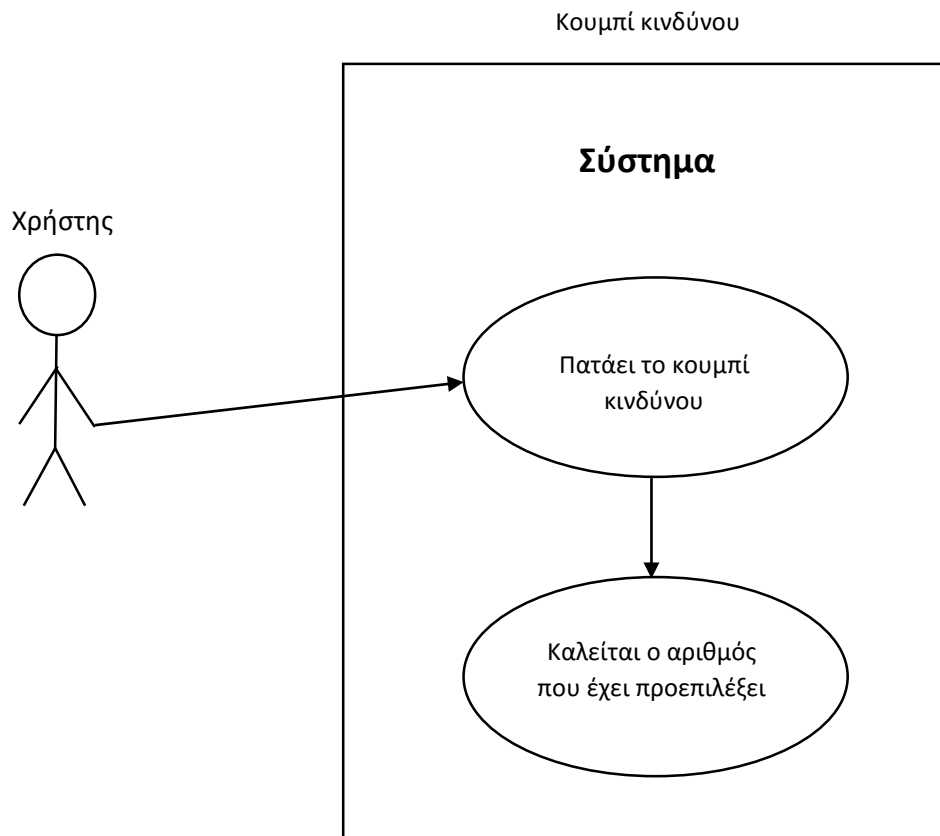 Κουμπί κινδύνου
Σύστημα
Χρήστης
Πατάει το κουμπί
κινδύνου
Καλείται ο αριθμός
που έχει προεπιλέξει